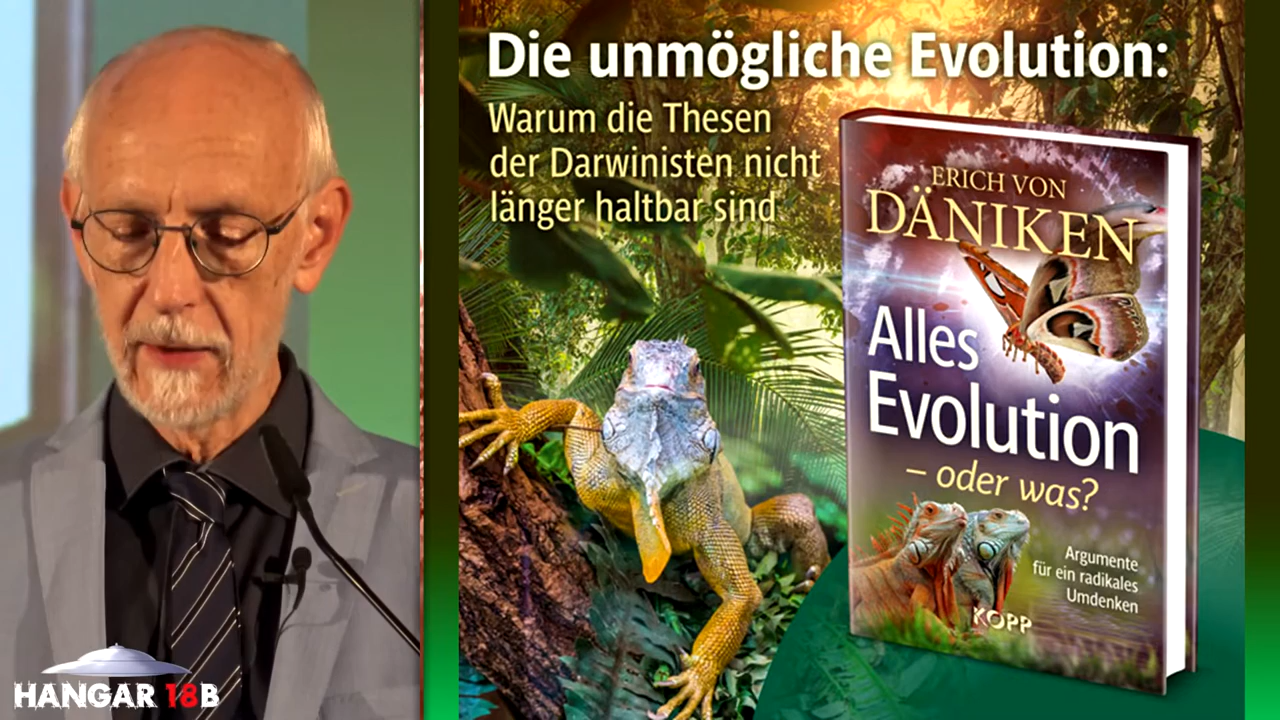 Die unmögliche Evolution:
Warum die Thesen
der Darwinisten nicht
länger haltbar sind
ERICH VON
DÄNIKEN
Alles
Evolution
– oder was?
Argumente
für ein radikales
Umdenken
KOPP
HANGAR 18B